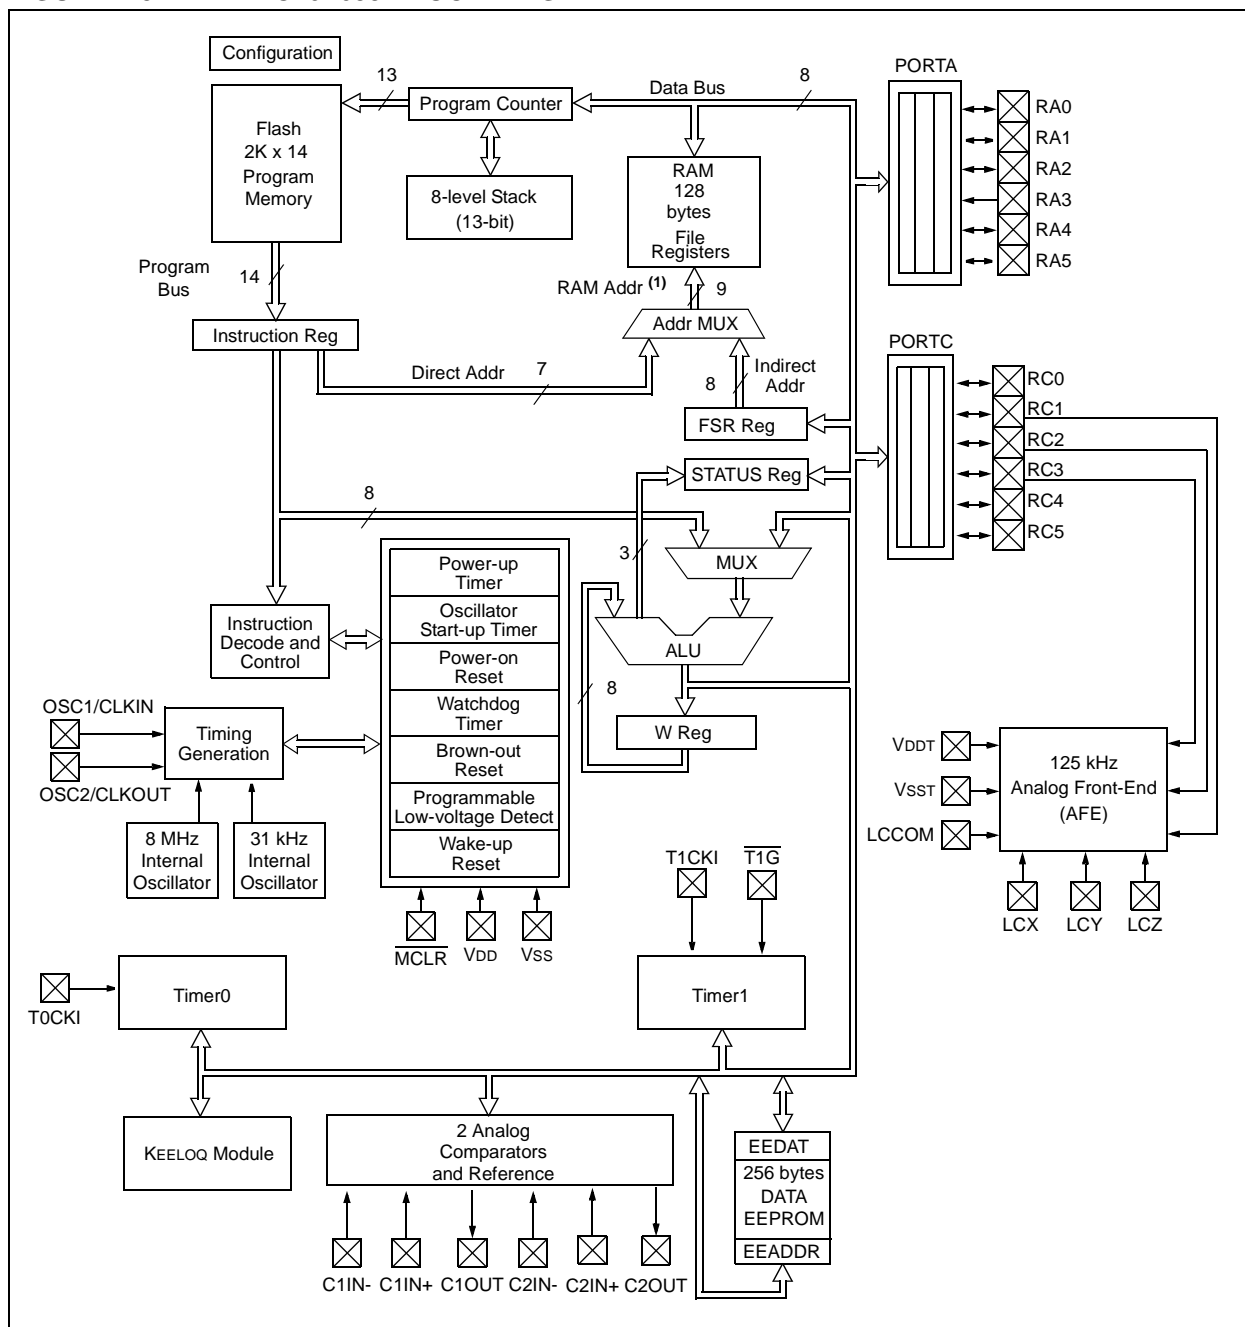 Configuration
13
Program Counter
Data Bus
8
PORTA
Flash
2K x 14
Program
Memory
8-level Stack
(13-bit)
RAM
128
bytes
File
Registers
RA0
RA1
RA2
RA3
RA4
RA5
Program
Bus
14
RAM Addr (1)
9
Addr MUX
Instruction Reg
Direct Addr
7
8
Indirect
Addr
FSR Reg
STATUS Reg
PORTC
RC0
RC1
RC2
RC3
RC4
RC5
8
3
MUX
ALU
8
W Reg
Instruction
Decode and
Control
Power-up
Timer
Oscillator
Start-up Timer
Power-on
Reset
Watchdog
Timer
Brown-out
Reset
Programmable
Low-voltage Detect
Wake-up
Reset
OSC1/CLKIN
OSC2/CLKOUT
Timing
Generation
8 MHz
Internal
Oscillator
31 kHz
Internal
Oscillator
MCLR
VDD
VSS
VDDT
VSST
LCCOM
125 kHz
Analog Front-End
(AFE)
LCX
LCY
LCZ
T1CKI
T1G
T0CKI
Timer0
Timer1
KEELOQ Module
2 Analog
Comparators
and Reference
C1IN-
C1IN+
C1OUT
C2IN-
C2IN+
C2OUT
EEDAT
256 bytes
DATA
EEPROM
EEADDR